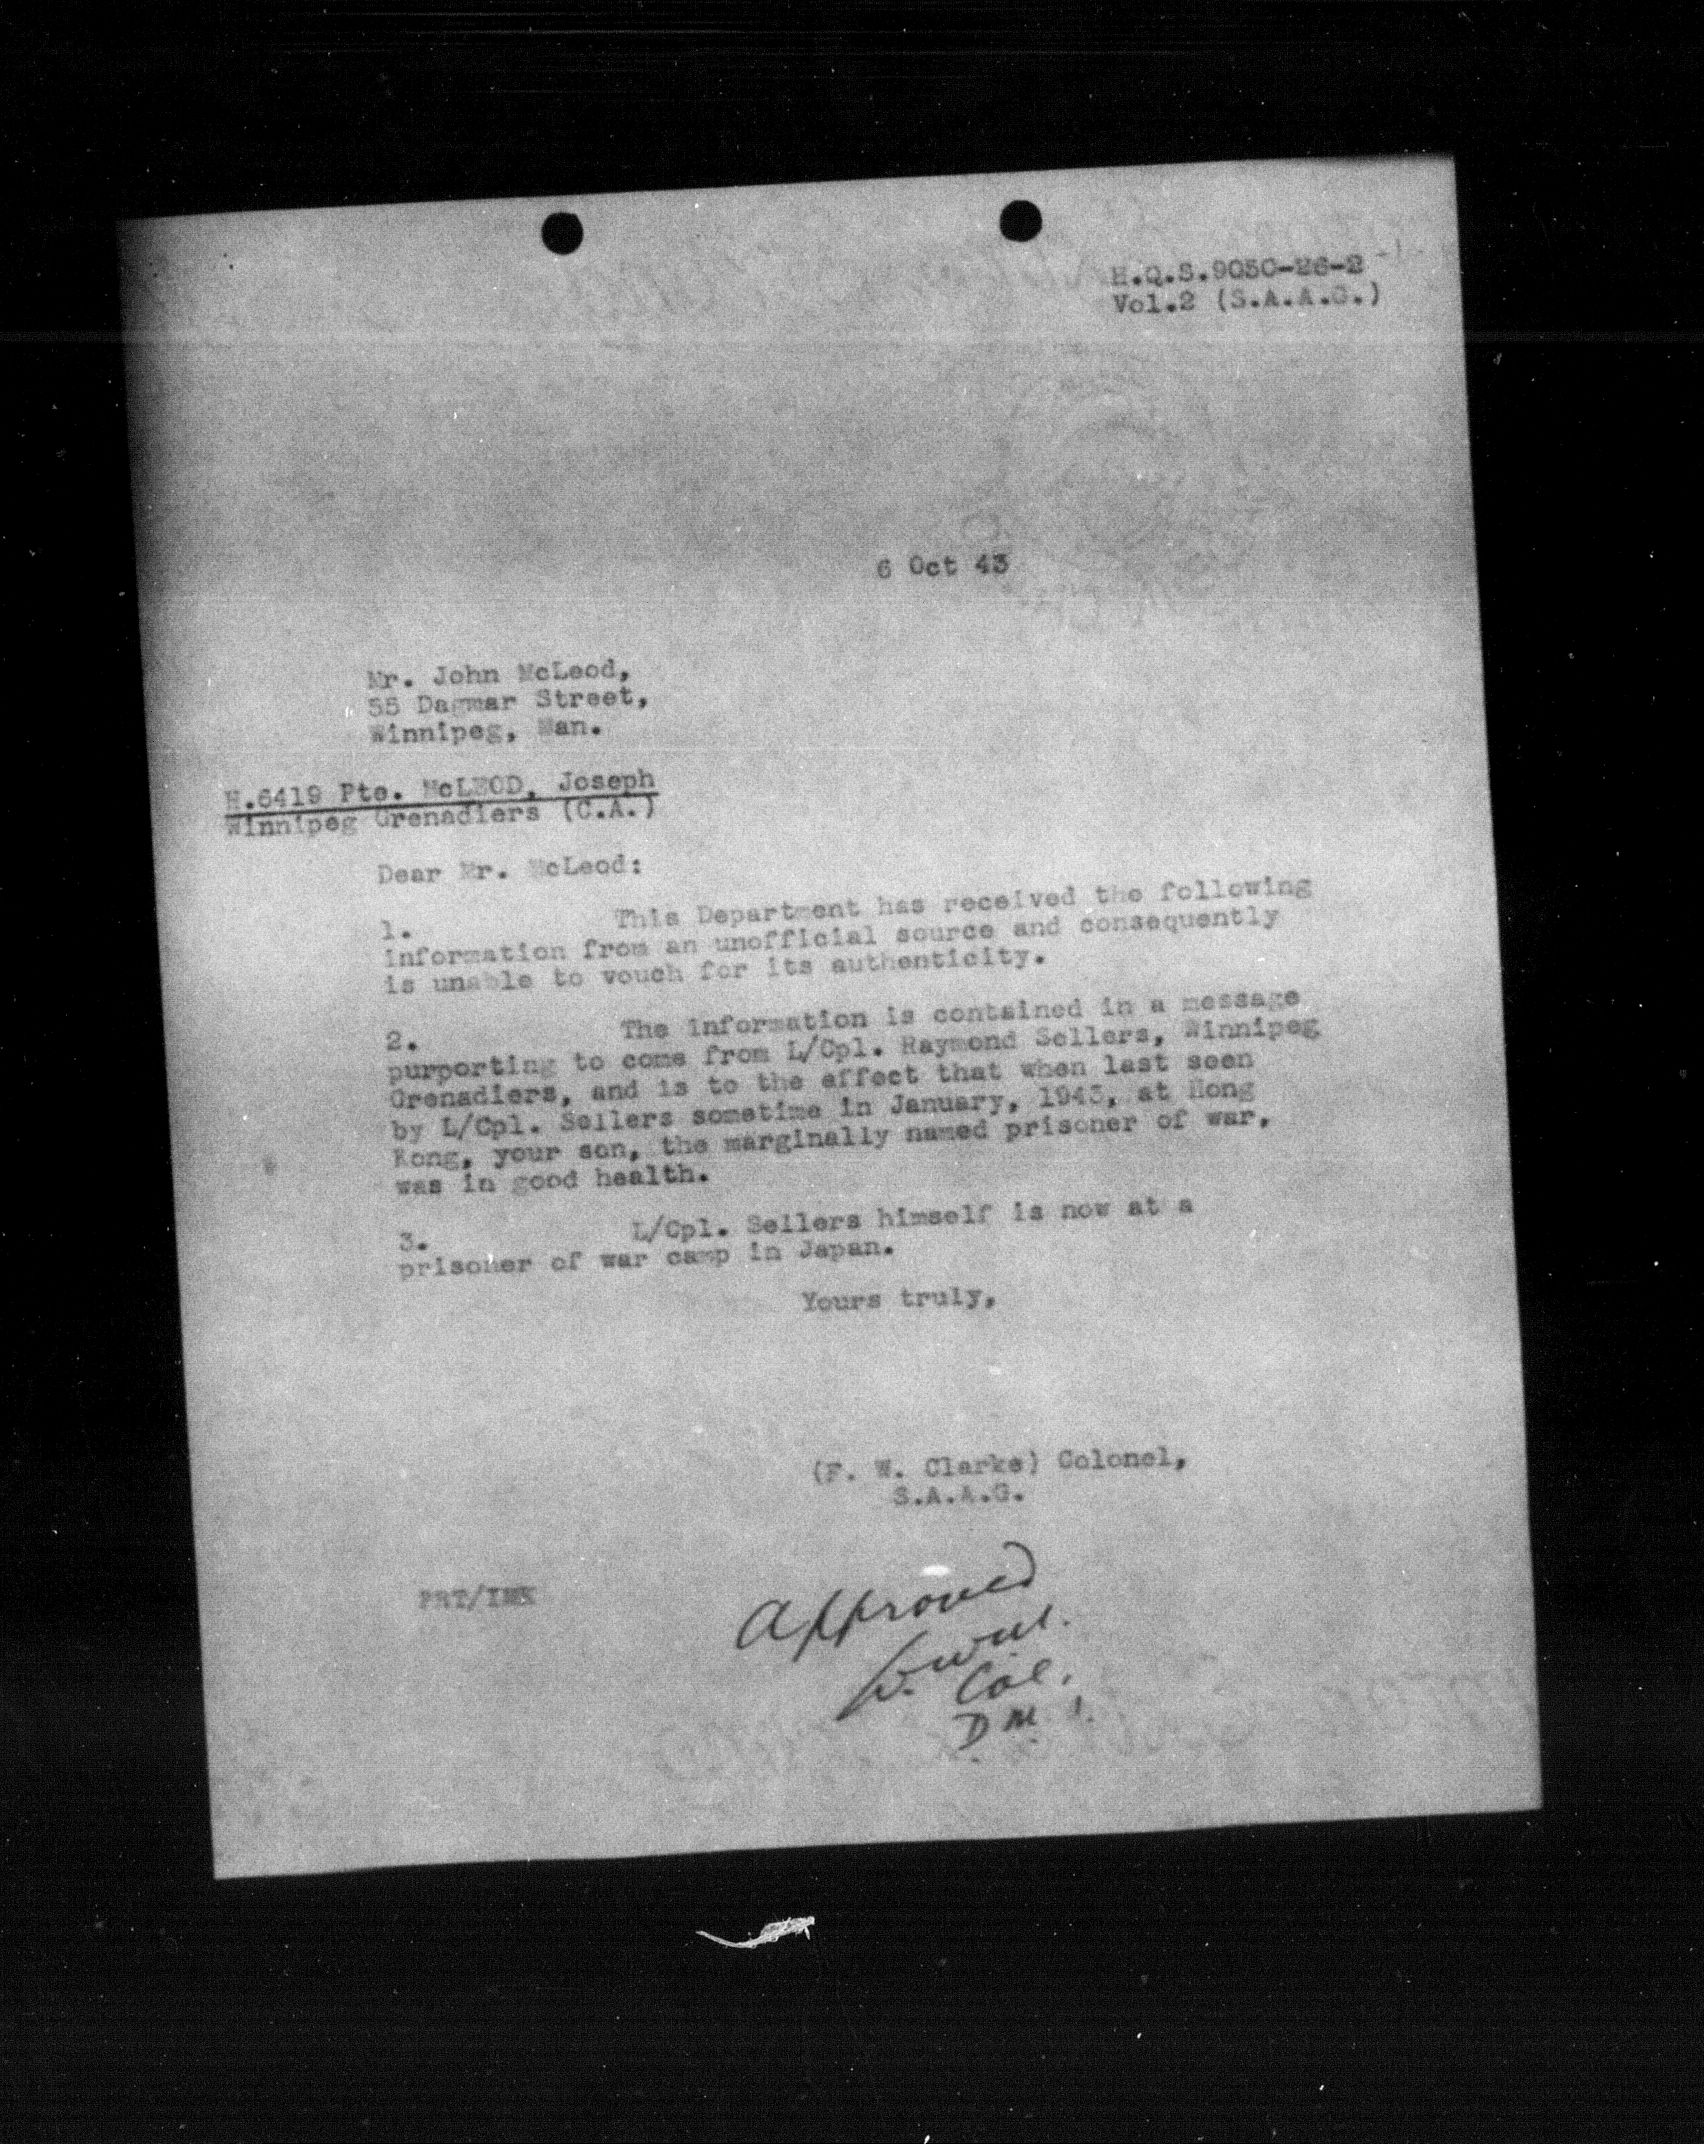 H.Q.S.9050-26-2 -1-
Vol.2 (S.A.A.G.)
6 Oct 43
Mr. John McLeod,
55 Dagmar Street,
Winnipeg, Man.
H.6419 Pte. McLEOD, Joseph
Winnipeg Grenadiers (C.A.)
Dear Mr. McLeod:
1. This Department has received the following
information from an unofficial source and consequently
is unable to vouch for its authenticity.
2. The information is contained in a message
purporting to come from L/Cpl. Raymond Sellers, Winnipeg
Grenadiers, and is to the effect that when last seen
by L/Cpl. Sellers sometime in January, 1943, at Hong
Kong, your son, the marginally named prisoner of war,
was in good health.
3. L/Cpl. Sellers himself is now at a
prisoner of war camp in Japan.
Yours truly,
(F. W. Clarke) Colonel,
S.A.A.G.
PRT/IMK
Approved
Col.
D.M.I.